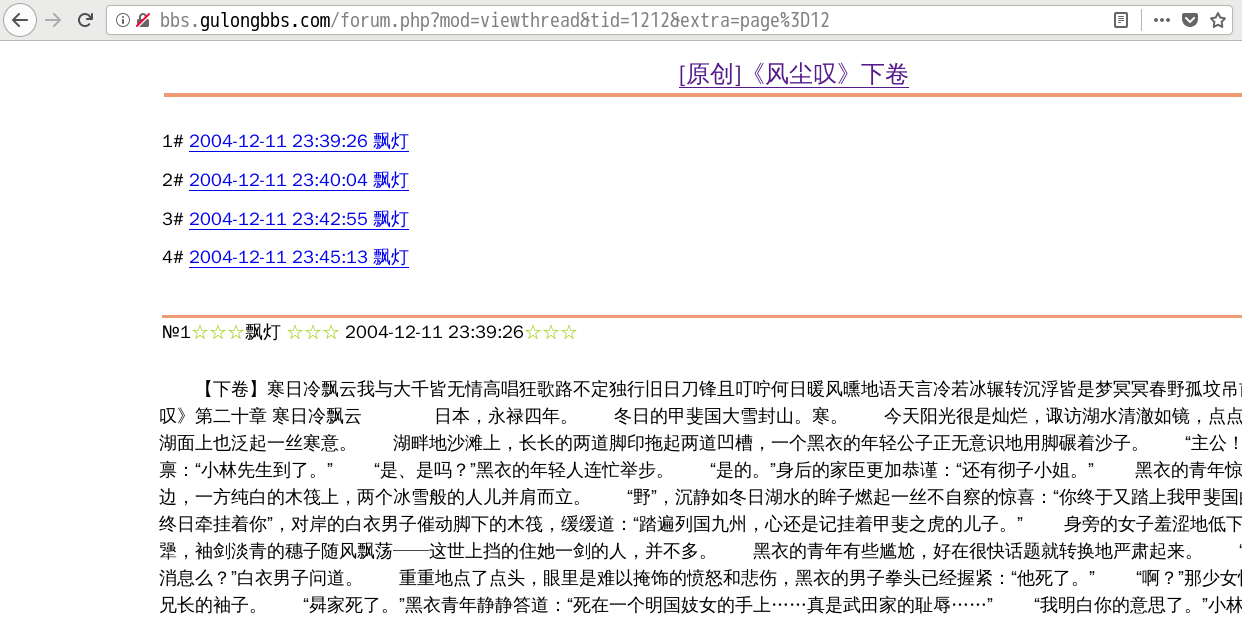 bbs.gulongbbs.com/forum.php?mod=viewthread&tid=1212&extra=page%3D12
[原创]《风尘叹》下卷
1# 2004-12-11 23:39:26 飘灯
2# 2004-12-11 23:40:04 飘灯
3# 2004-12-11 23:42:55 飘灯
4# 2004-12-11 23:45:13 飘灯
№1☆☆☆飘灯 ☆☆☆ 2004-12-11 23:39:26☆☆☆
【下卷】寒日冷飘云我与大千皆无情高唱狂歌路不定独行旧日刀锋且叮咛何日暖风曛地语天言冷若冰辗转沉浮皆是梦冥冥春野孤坟吊
叹》第二十章 寒日冷飘云　　　　日本，永禄四年。　　冬日的甲斐国大雪封山。寒。　　今天阳光很是灿烂，诹访湖水清澈如镜，点点
湖面上也泛起一丝寒意。　　湖畔地沙滩上，长长的两道脚印拖起两道凹槽，一个黑衣的年轻公子正无意识地用脚碾着沙子。　　“主公！
禀：“小林先生到了。”　　“是、是吗？”黑衣的年轻人连忙举步。　　“是的。”身后的家臣更加恭谨：“还有彻子小姐。”　　黑衣的青年惊
边，一方纯白的木筏上，两个冰雪般的人儿并肩而立。　　“野”，沉静如冬日湖水的眸子燃起一丝不自察的惊喜：“你终于又踏上我甲斐国
终日牵挂着你”，对岸的白衣男子催动脚下的木筏，缓缓道：“踏遍列国九州，心还是记挂着甲斐之虎的儿子。”　　身旁的女子羞涩地低下
犟，袖剑淡青的穗子随风飘荡——这世上挡的住她一剑的人，并不多。　　黑衣的青年有些尴尬，好在很快话题就转换地严肃起来。　　“
消息么？”白衣男子问道。　　重重地点了点头，眼里是难以掩饰的愤怒和悲伤，黑衣的男子拳头已经握紧：“他死了。”　　“啊？”那少女
兄长的袖子。　　“曻家死了。”黑衣青年静静答道：“死在一个明国妓女的手上……真是武田家的耻辱……”　　“我明白你的意思了。”小林